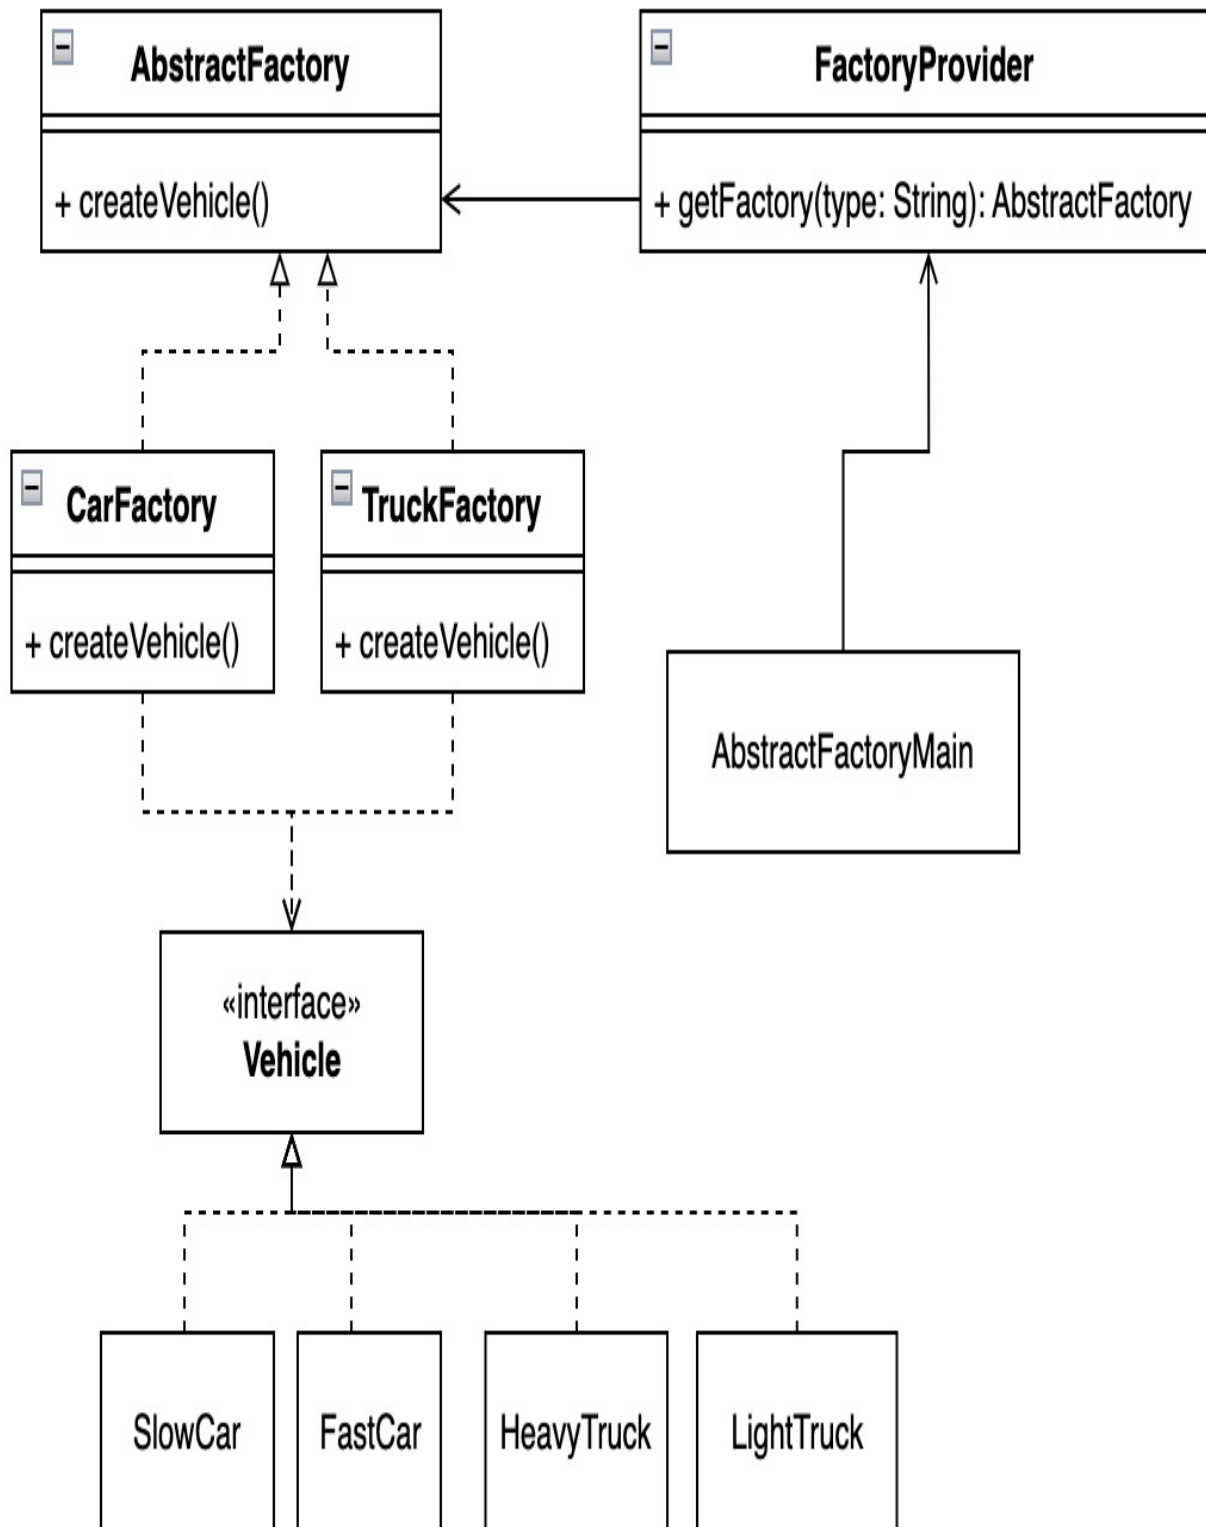 AbstractFactory
+ createVehicle()
FactoryProvider
+ getFactory(type: String): AbstractFactory
CarFactory
+ createVehicle()
TruckFactory
+ createVehicle()
AbstractFactoryMain
«interface»
Vehicle
SlowCar
FastCar
HeavyTruck
LightTruck